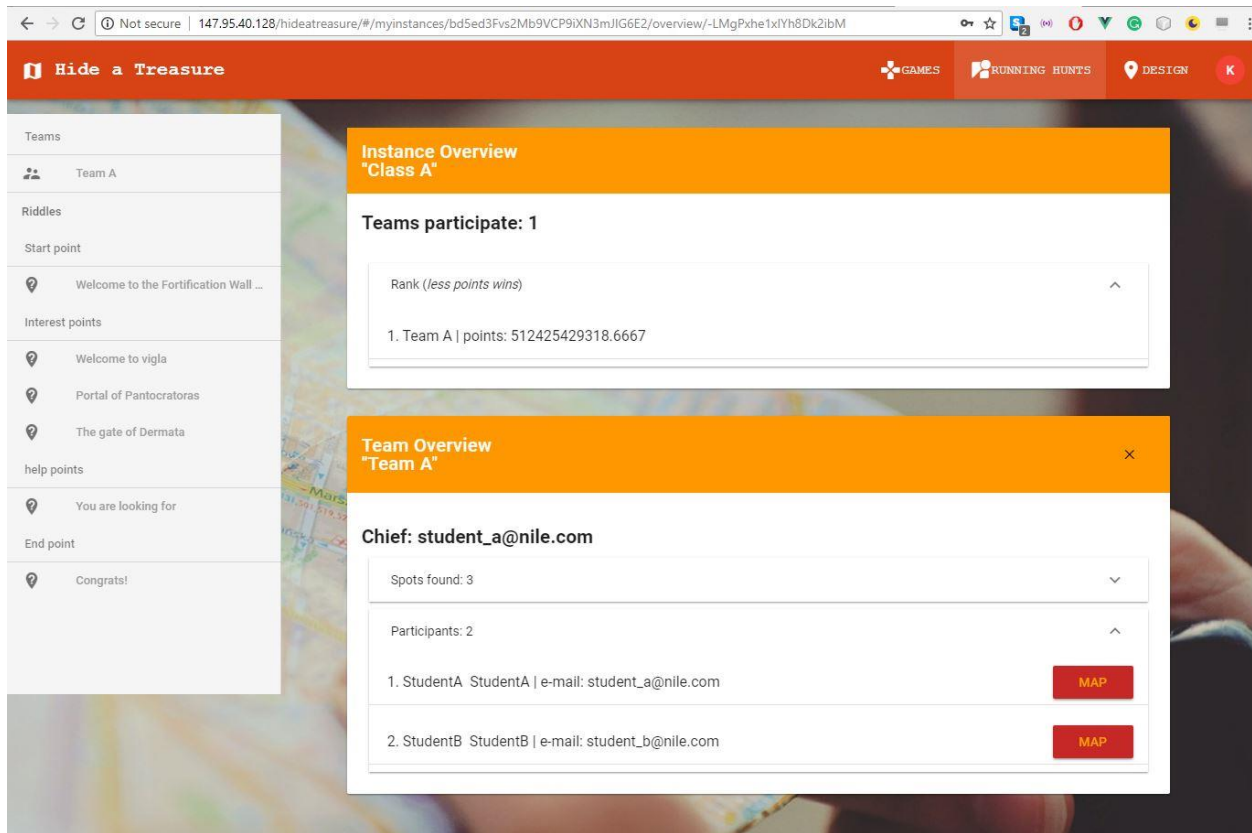 Not secure | 147.95.40.128/hideatreasure/#/myinstances/bd5ed3Fvs2Mb9VCP9iXN3mJIG6E2/overview/-LMgPxhe1xIYh8Dk2ibM
2
Hide a Treasure
GAMES
RUNNING HUNTS
DESIGN
K
Teams
Team A
Riddles
Start point
Welcome to the Fortification Wall ...
Interest points
Welcome to vigla
Portal of Pantocratoras
The gate of Dermata
help points
You are looking for
End point
Congrats!
Instance Overview
"Class A"
Teams participate: 1
Rank (less points wins)
1. Team A | points: 512425429318.6667
Team Overview
"Team A"
Chief: student_a@nile.com
Spots found: 3
Participants: 2
1. StudentA StudentA | e-mail: student_a@nile.com
MAP
2. StudentB StudentB | e-mail: student_b@nile.com
MAP